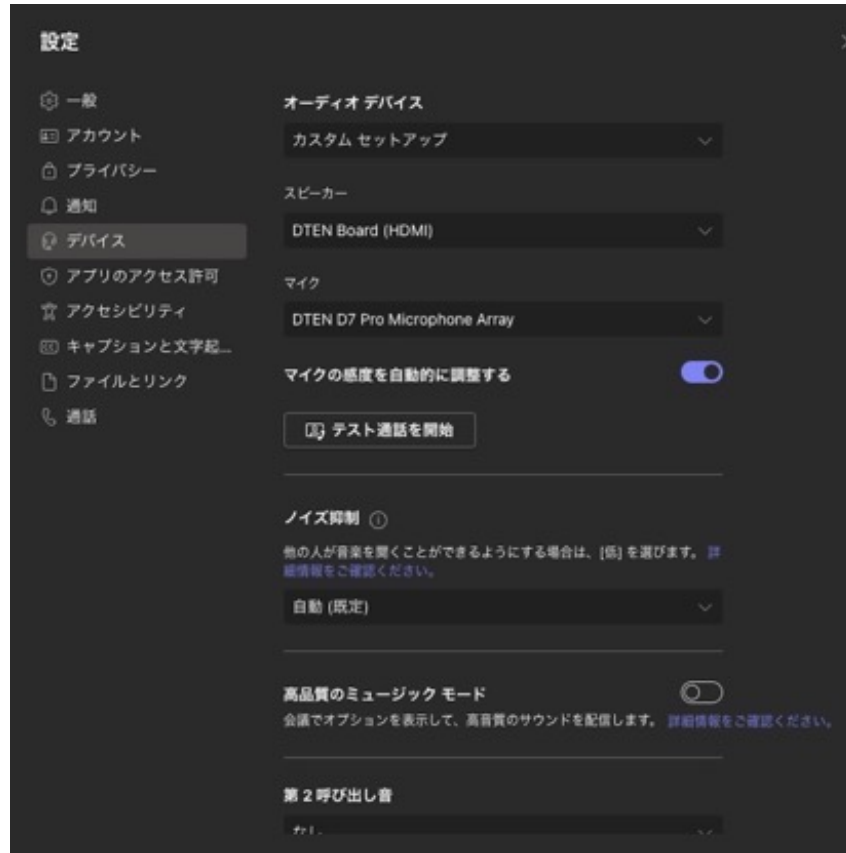 設定
一般
アカウント
プライバシー
通知
デバイス
アプリのアクセス許可
アクセシビリティ
キャプションと文字起...
ファイルとリンク
通話
オーディオ デバイス
カスタム セットアップ
スピーカー
DTEN Board (HDMI)
マイク
DTEN D7 Pro Microphone Array
マイクの感度を自動的に調整する
テスト通話を開始
ノイズ抑制
他の人が音楽を聞くことができるようにする場合は、[低] を選びます。 詳
細情報をご確認ください。
自動 (既定)
高品質のミュージック モード
会議でオプションを表示して、高音質のサウンドを配信します。 詳細情報をご確認ください。
第 2 呼び出し音
なし